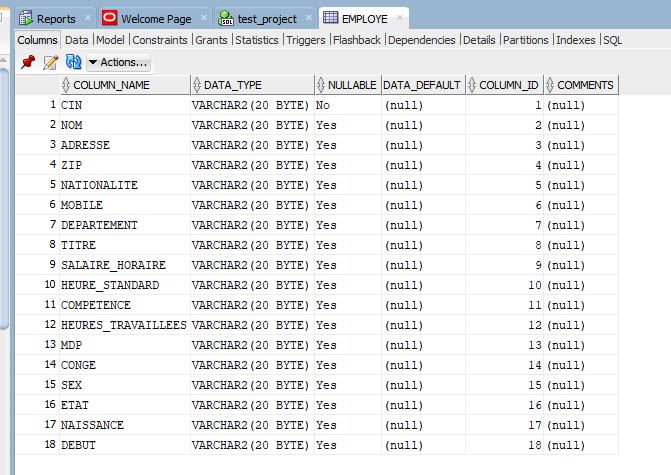 Reports Welcome Page test_project EMPLOYE
Columns Data Model Constraints Grants Statistics Triggers Flashback Dependencies Details Partitions Indexes SQL
Actions...
COLUMN_NAME DATA_TYPE NULLABLE DATA_DEFAULT COLUMN_ID COMMENTS
1 CIN VARCHAR2(20 BYTE) No (null) 1 (null)
2 NOM VARCHAR2(20 BYTE) Yes (null) 2 (null)
3 ADRESSE VARCHAR2(20 BYTE) Yes (null) 3 (null)
4 ZIP VARCHAR2(20 BYTE) Yes (null) 4 (null)
5 NATIONALITE VARCHAR2(20 BYTE) Yes (null) 5 (null)
6 MOBILE VARCHAR2(20 BYTE) Yes (null) 6 (null)
7 DEPARTEMENT VARCHAR2(20 BYTE) Yes (null) 7 (null)
8 TITRE VARCHAR2(20 BYTE) Yes (null) 8 (null)
9 SALAIRE_HORAIRE VARCHAR2(20 BYTE) Yes (null) 9 (null)
10 HEURE_STANDARD VARCHAR2(20 BYTE) Yes (null) 10 (null)
11 COMPETENCE VARCHAR2(20 BYTE) Yes (null) 11 (null)
12 HEURES_TRAVAILLEES VARCHAR2(20 BYTE) Yes (null) 12 (null)
13 MDP VARCHAR2(20 BYTE) Yes (null) 13 (null)
14 CONGE VARCHAR2(20 BYTE) Yes (null) 14 (null)
15 SEX VARCHAR2(20 BYTE) Yes (null) 15 (null)
16 ETAT VARCHAR2(20 BYTE) Yes (null) 16 (null)
17 NAISSANCE VARCHAR2(20 BYTE) Yes (null) 17 (null)
18 DEBUT VARCHAR2(20 BYTE) Yes (null) 18 (null)